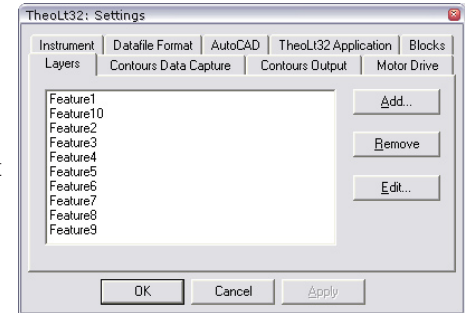 TheoLt32: Settings
Instrument Datafile Format AutoCAD TheoLt32 Application Blocks
Layers Contours Data Capture Contours Output Motor Drive
Feature1
Feature10
Feature2
Feature3
Feature4
Feature5
Feature6
Feature7
Feature8
Feature9
Add...
Remove
Edit...
OK Cancel Apply